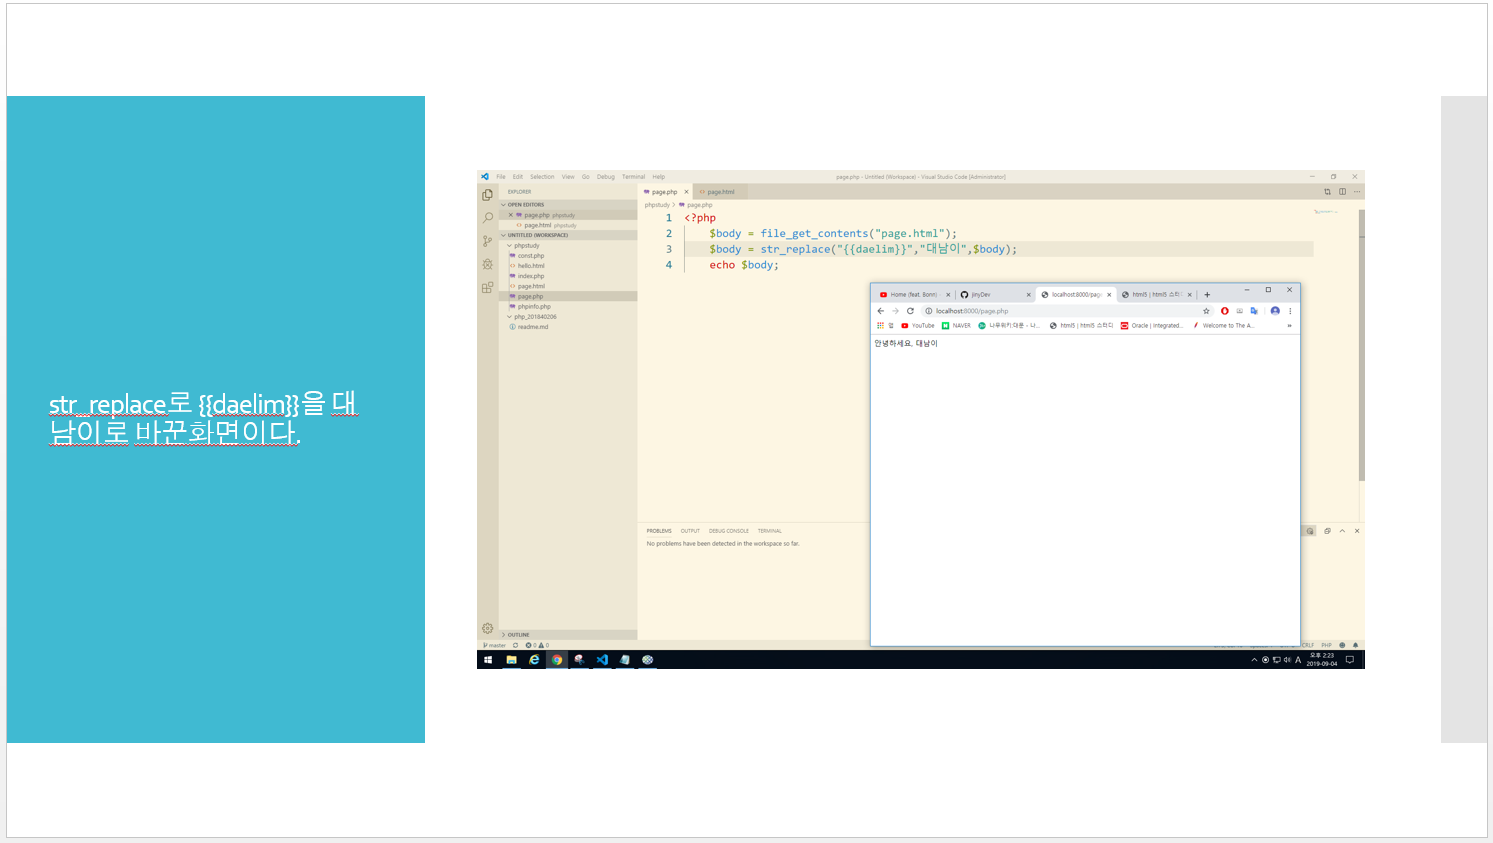 str_replace로 {{daelim}}을 대
남이로 바꾼화면이다.
File Edit Selection View Go Debug Terminal Help
page.php - Untitled (Workspace) - Visual Studio Code [Administrator]
EXPLORER
OPEN EDITORS
page.php phpstudy
page.html phpstudy
UNTITLED (WORKSPACE)
phpstudy
const.php
hello.html
index.php
page.html
page.php
phpinfo.php
php_201840206
readme.md
OUTLINE
page.php page.html
phpstudy page.php
1 <?php
2 $body = file_get_contents("page.html");
3 $body = str_replace("{{daelim}}","대남이",$body);
4 echo $body;
PROBLEMS OUTPUT DEBUG CONSOLE TERMINAL
No problems have been detected in the workspace so far.
Home (feat. Bonn) - jinyDev localhost:8000/page html5 | html5 스터디
localhost:8000/page.php
앱 YouTube NAVER 나무위키:대문 - 나... html5 | html5 스터디 Oracle | Integrated... Welcome to The A...
안녕하세요, 대남이
master 0 0
CRLF PHP
A 오후 2:23
2019-09-04